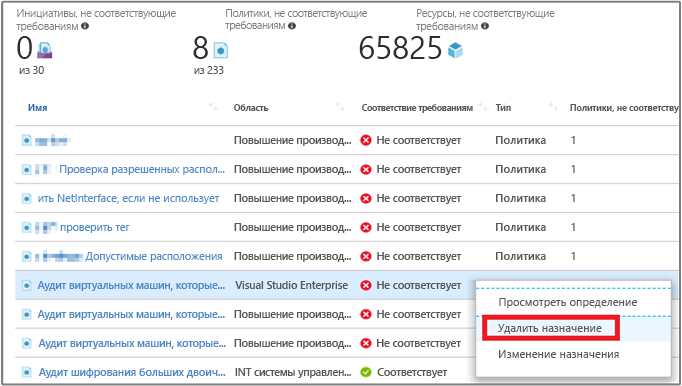 Инициативы, не соответствующие
требованиям
Политики, не соответствующие
требованиям
Ресурсы, не соответствующие
требованиям
0
из 30
8
из 233
65825
Имя Область Соответствие требованиям Тип Политики, не соответству
Повышение производ... Не соответствует Политика 1
Проверка разрешенных распол... Повышение производ... Не соответствует Политика 1
ить NetInterface, если не использует Повышение производ... Не соответствует Политика 1
проверить тег Повышение производ... Не соответствует Политика 1
Допустимые расположения Повышение производ... Не соответствует Политика 1
Аудит виртуальных машин, которые... Visual Studio Enterprise Не соответствует
Аудит виртуальных машин, которые... Повышение производ... Не соответствует
Аудит виртуальных машин, которые... Повышение производ... Не соответствует
Аудит шифрования больших двоич... INT системы управлен... Соответствует
Просмотреть определение
Удалить назначение
Изменение назначения